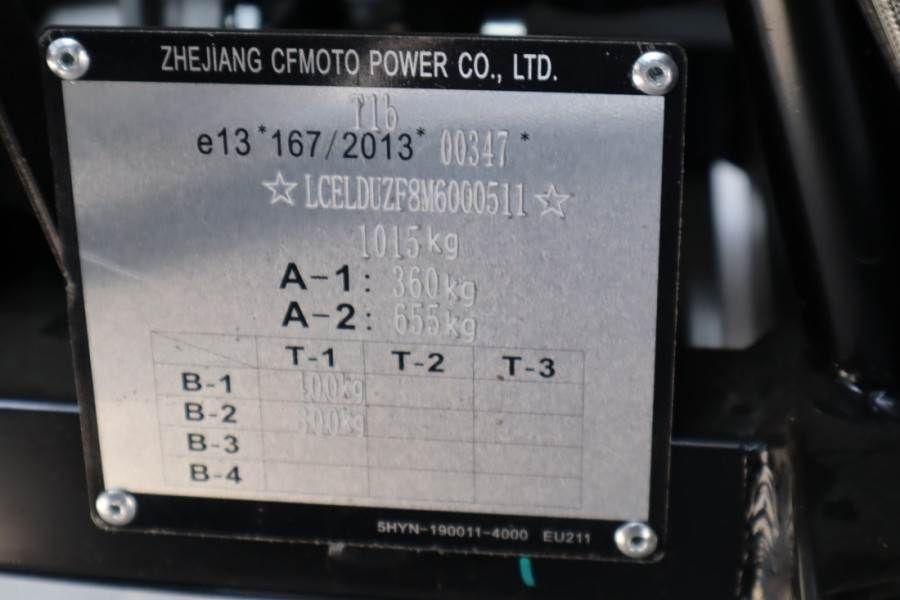 ZHEJIANG CFMOTO POWER CO., LTD.
T1b
e13*167/2013*00347*
☆LCELDUZF8M6000511☆
1015kg
A-1: 360kg
A-2: 655kg
T-1 T-2 T-3
B-1 400kg
B-2 800kg
B-3
B-4
5HYN-190011-4000 EU211